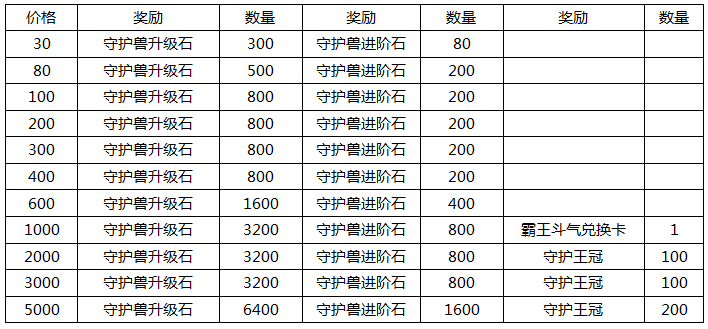 价格 奖励 数量 奖励 数量 奖励 数量
30 守护兽升级石 300 守护兽进阶石 80
80 守护兽升级石 500 守护兽进阶石 200
100 守护兽升级石 800 守护兽进阶石 200
200 守护兽升级石 800 守护兽进阶石 200
300 守护兽升级石 800 守护兽进阶石 200
400 守护兽升级石 800 守护兽进阶石 200
600 守护兽升级石 1600 守护兽进阶石 400
1000 守护兽升级石 3200 守护兽进阶石 800 霸王斗气兑换卡 1
2000 守护兽升级石 3200 守护兽进阶石 800 守护王冠 100
3000 守护兽升级石 3200 守护兽进阶石 800 守护王冠 100
5000 守护兽升级石 6400 守护兽进阶石 1600 守护王冠 200